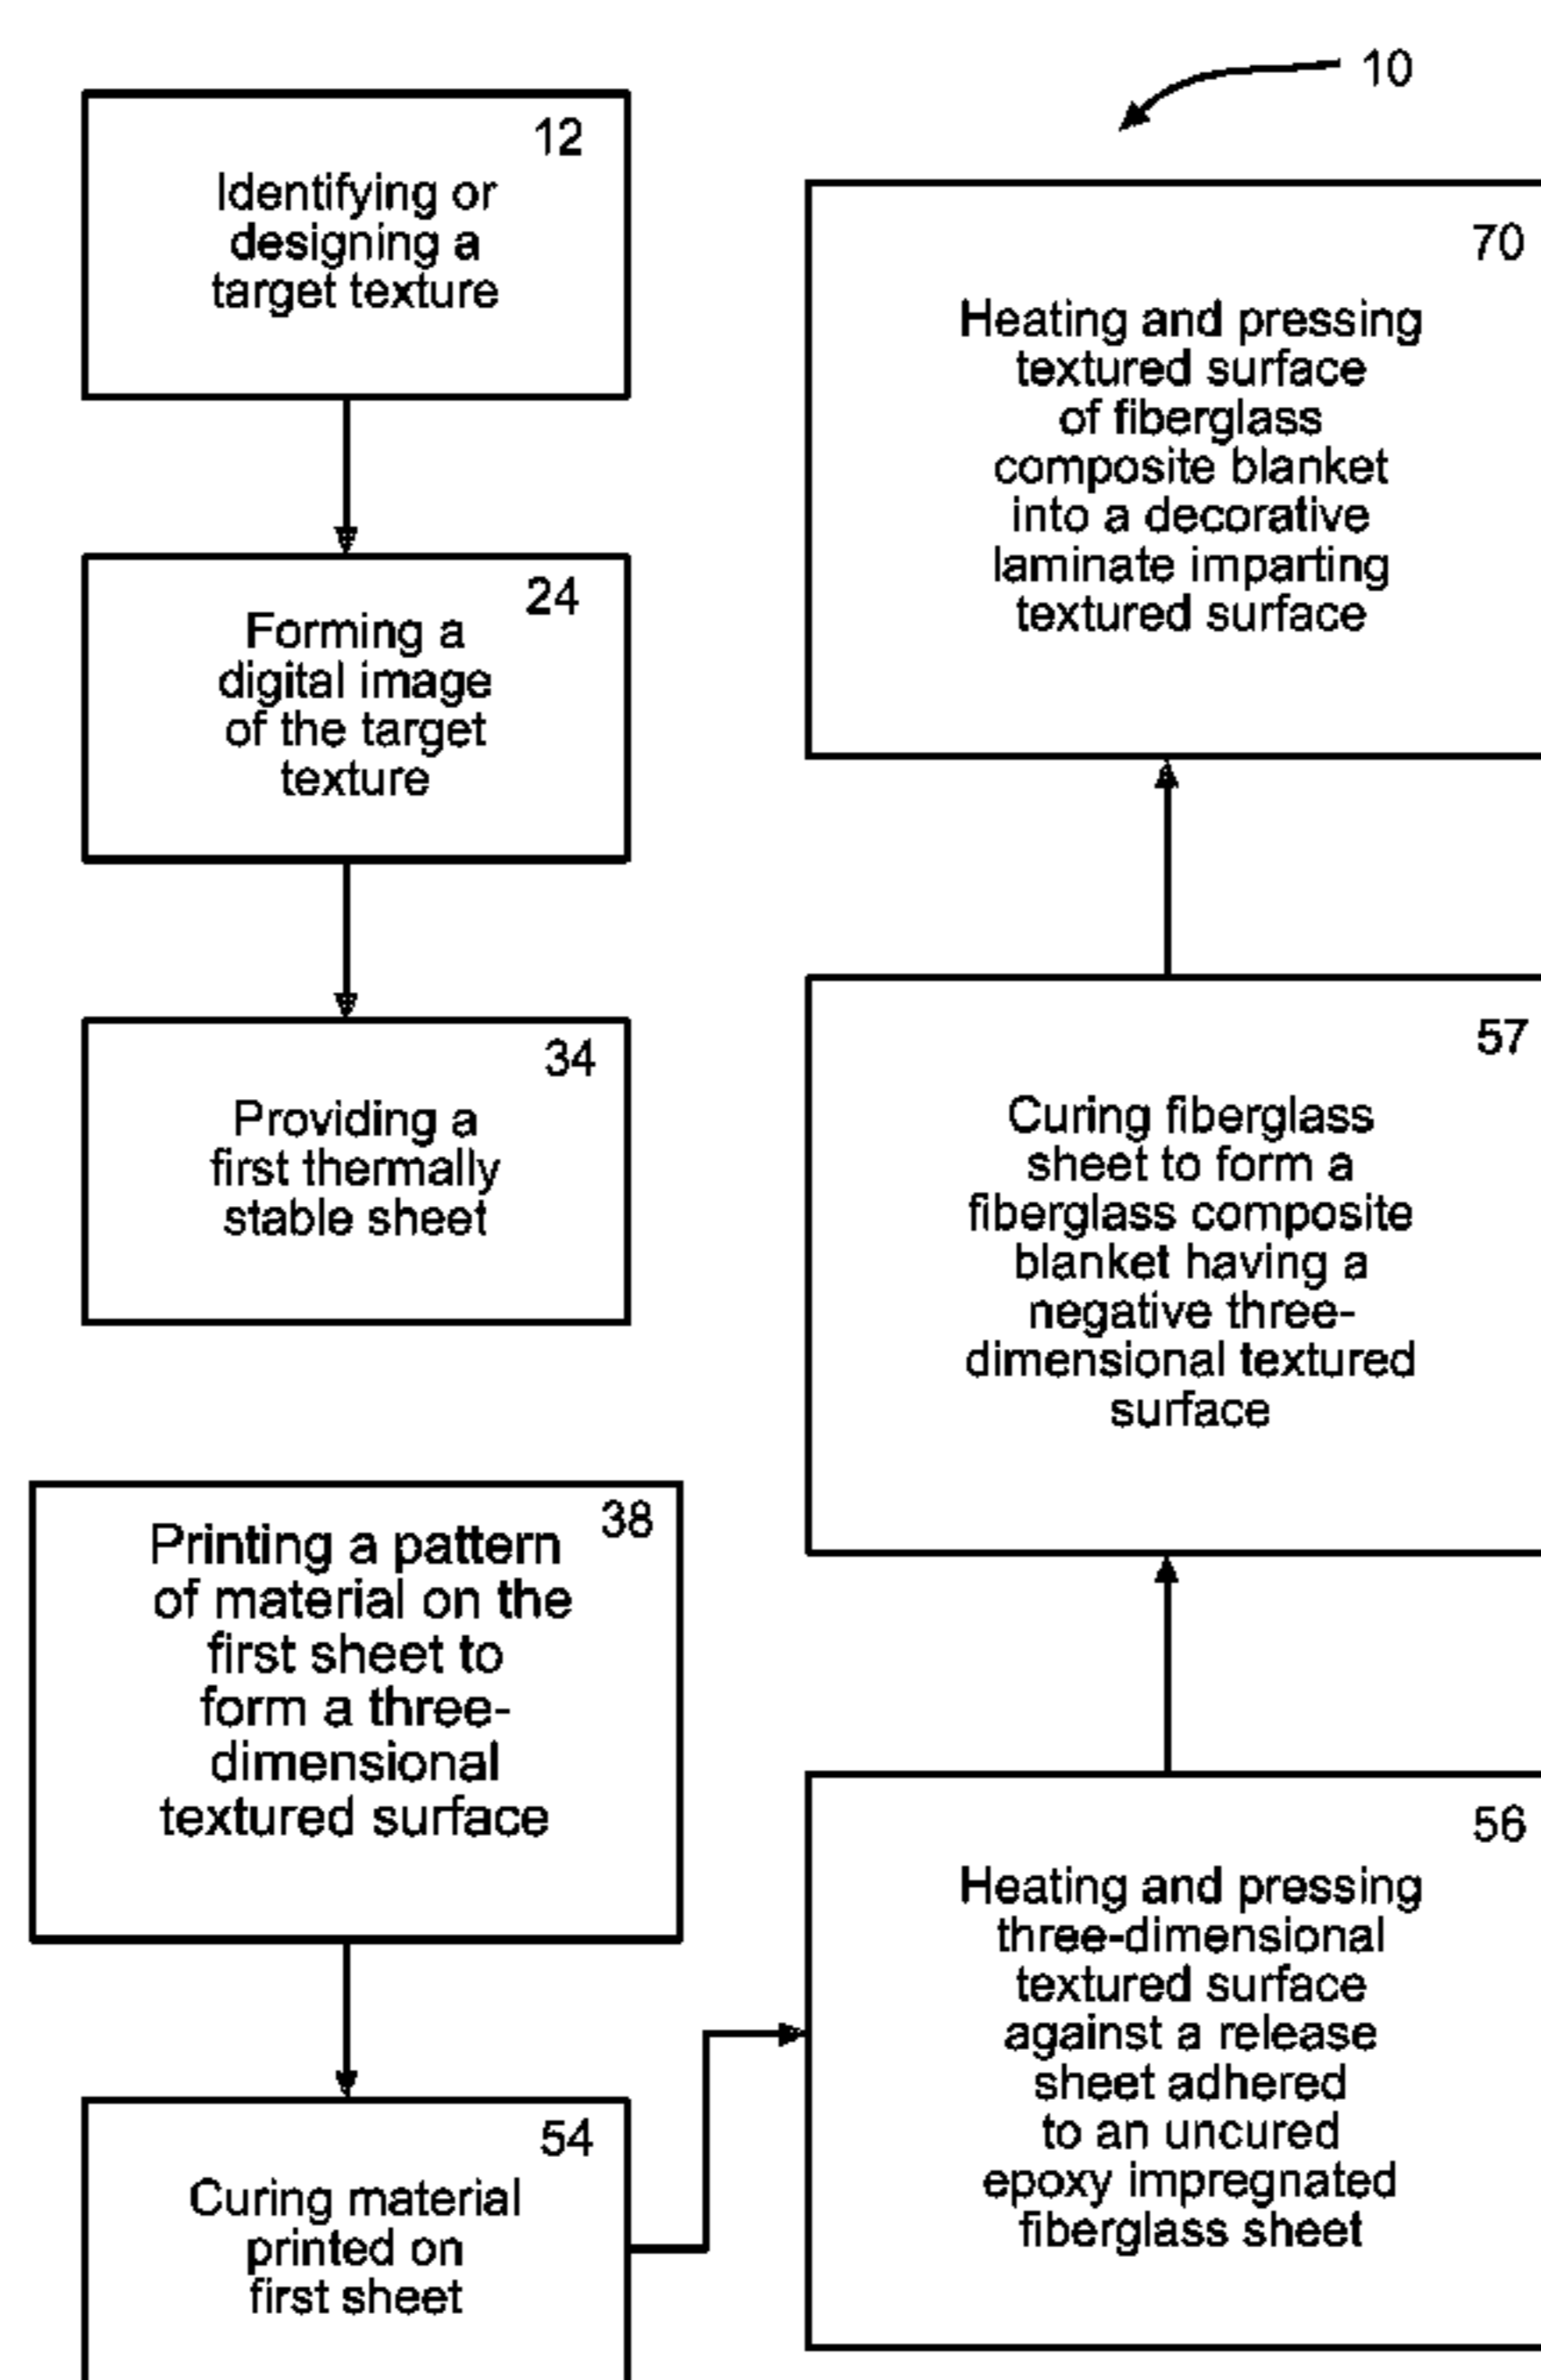 10
12
Identifying or
designing a
target texture
24
Forming a
digital image
of the target
texture
34
Providing a
first thermally
stable sheet
38
Printing a pattern
of material on the
first sheet to
form a three-
dimensional
textured surface
54
Curing material
printed on
first sheet
56
Heating and pressing
three-dimensional
textured surface
against a release
sheet adhered
to an uncured
epoxy impregnated
fiberglass sheet
57
Curing fiberglass
sheet to form a
fiberglass composite
blanket having a
negative three-
dimensional textured
surface
70
Heating and pressing
textured surface
of fiberglass
composite blanket
into a decorative
laminate imparting
textured surface